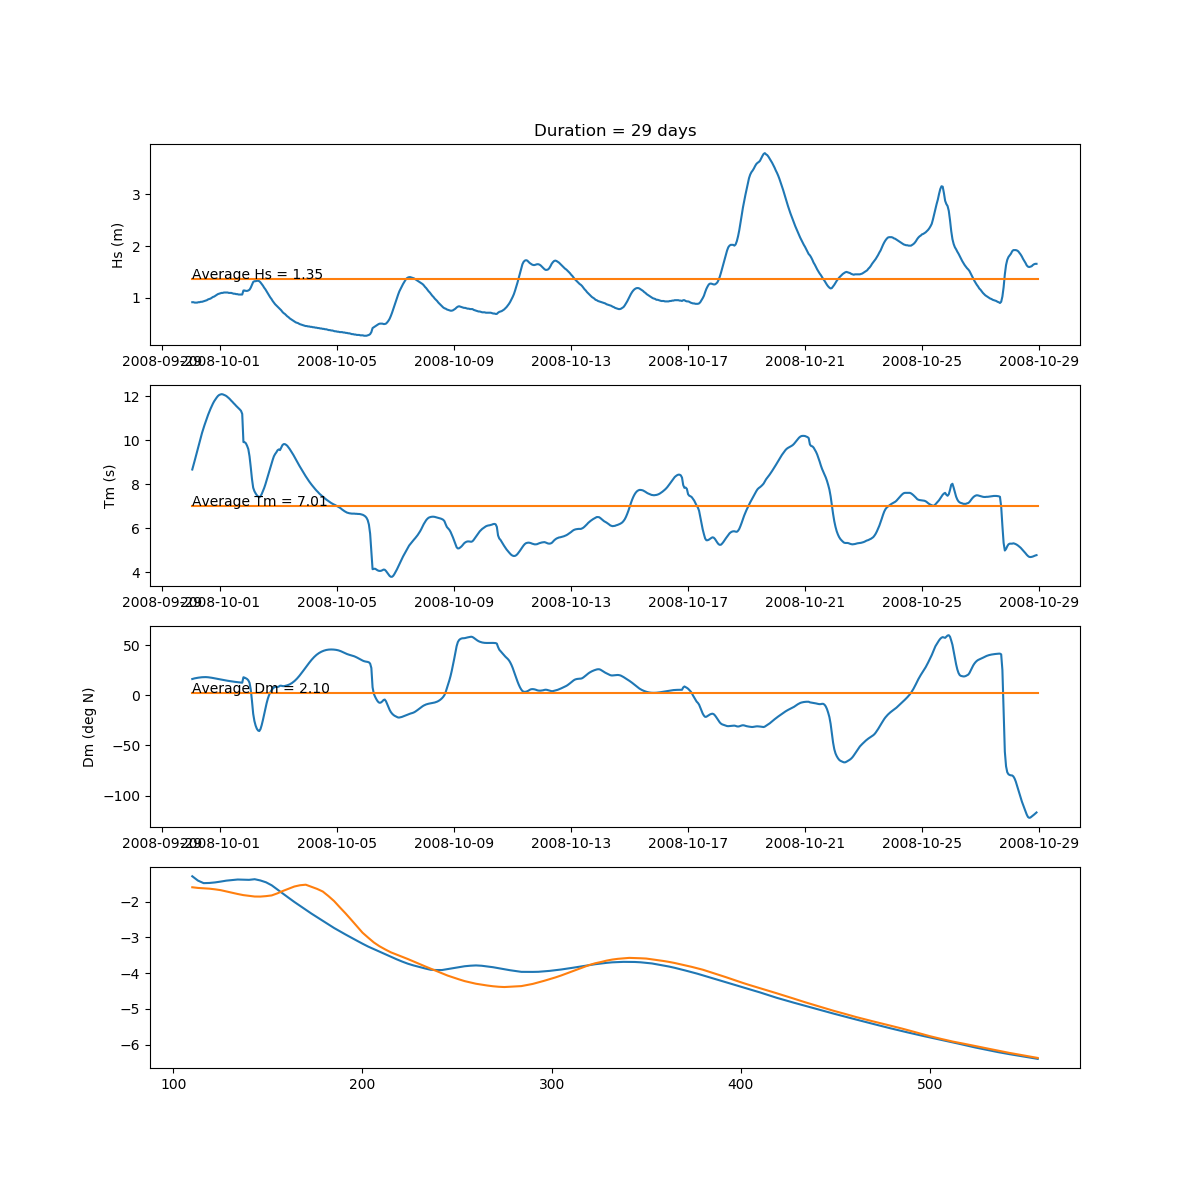 Duration = 29 days
Hs (m)
3
2
1
Average Hs = 1.35
2008-09-29 2008-10-01 2008-10-05 2008-10-09 2008-10-13 2008-10-17 2008-10-21 2008-10-25 2008-10-29
Tm (s)
12
10
8
6
4
Average Tm = 7.01
2008-09-29 2008-10-01 2008-10-05 2008-10-09 2008-10-13 2008-10-17 2008-10-21 2008-10-25 2008-10-29
Dm (deg N)
50
0
−50
−100
Average Dm = 2.10
2008-09-29 2008-10-01 2008-10-05 2008-10-09 2008-10-13 2008-10-17 2008-10-21 2008-10-25 2008-10-29
−2
−3
−4
−5
−6
100 200 300 400 500